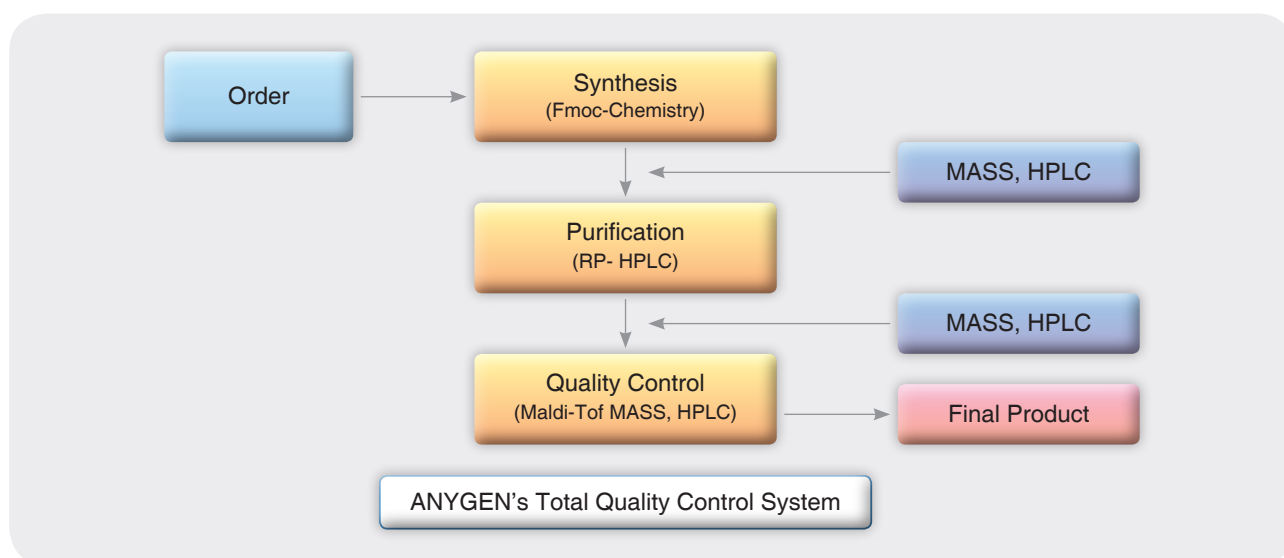 Order
Synthesis
(Fmoc-Chemistry)
MASS, HPLC
Purification
(RP- HPLC)
MASS, HPLC
Quality Control
(Maldi-Tof MASS, HPLC)
Final Product
ANYGEN's Total Quality Control System